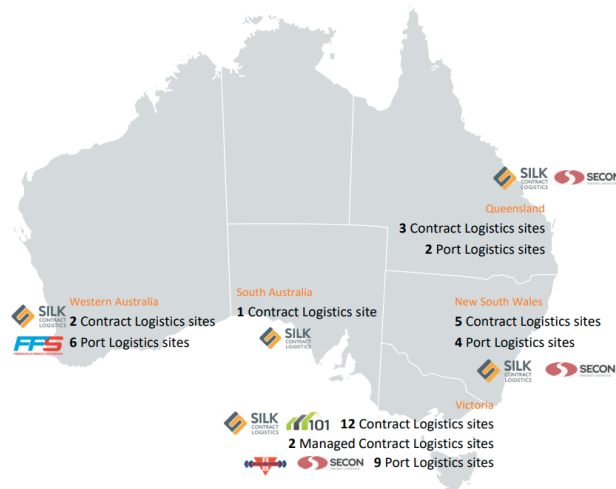 SILK
CONTRACT
LOGISTICS
SECON
Queensland
3 Contract Logistics sites
2 Port Logistics sites
Western Australia
SILK
CONTRACT
LOGISTICS
2 Contract Logistics sites
FFS
6 Port Logistics sites
South Australia
1 Contract Logistics site
SILK
CONTRACT
LOGISTICS
New South Wales
5 Contract Logistics sites
4 Port Logistics sites
SILK
CONTRACT
LOGISTICS
SECON
Victoria
SILK
CONTRACT
LOGISTICS
101
12 Contract Logistics sites
2 Managed Contract Logistics sites
SECON
9 Port Logistics sites